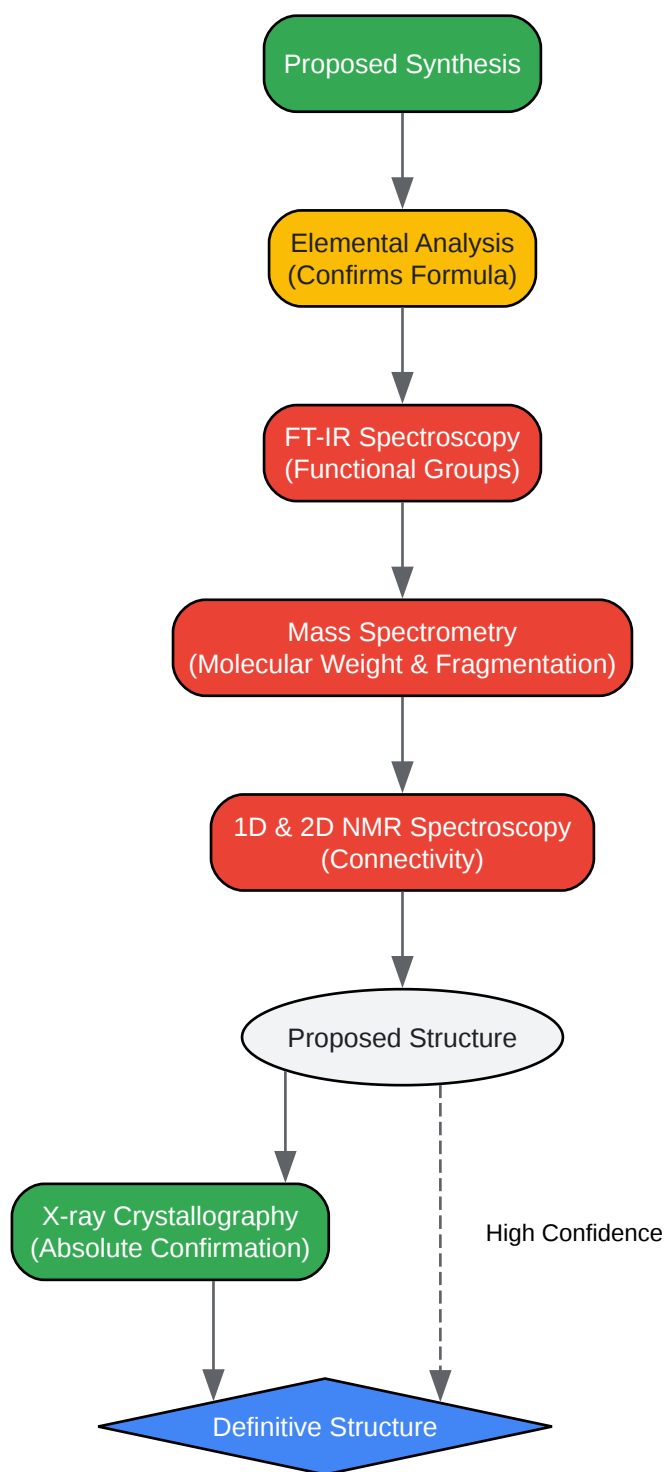 Proposed Synthesis
Elemental Analysis
(Confirms Formula)
FT-IR Spectroscopy
(Functional Groups)
Mass Spectrometry
(Molecular Weight & Fragmentation)
1D & 2D NMR Spectroscopy
(Connectivity)
Proposed Structure
X-ray Crystallography
(Absolute Confirmation)
High Confidence
Definitive Structure